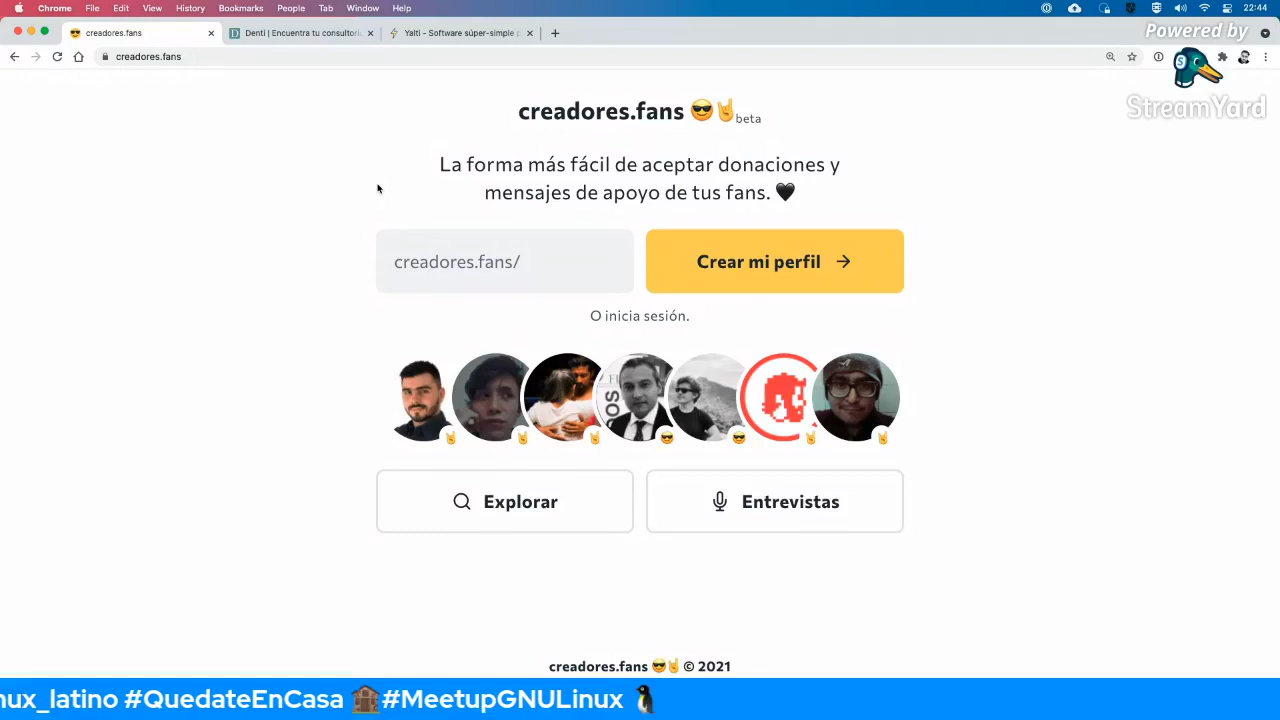 Chrome File Edit View History Bookmarks People Tab Window Help 22:44
creadores.fans
Denti | Encuentra tu consultori
Yalti - Software súper-simple p
Powered by
StreamYard
creadores.fans
creadores.fans 😎🤘beta
La forma más fácil de aceptar donaciones y
mensajes de apoyo de tus fans. 🖤
creadores.fans/
Crear mi perfil →
O inicia sesión.
Explorar
Entrevistas
creadores.fans 😎🤘 © 2021
nux_latino #QuedateEnCasa 🏚️#MeetupGNULinux 🐧